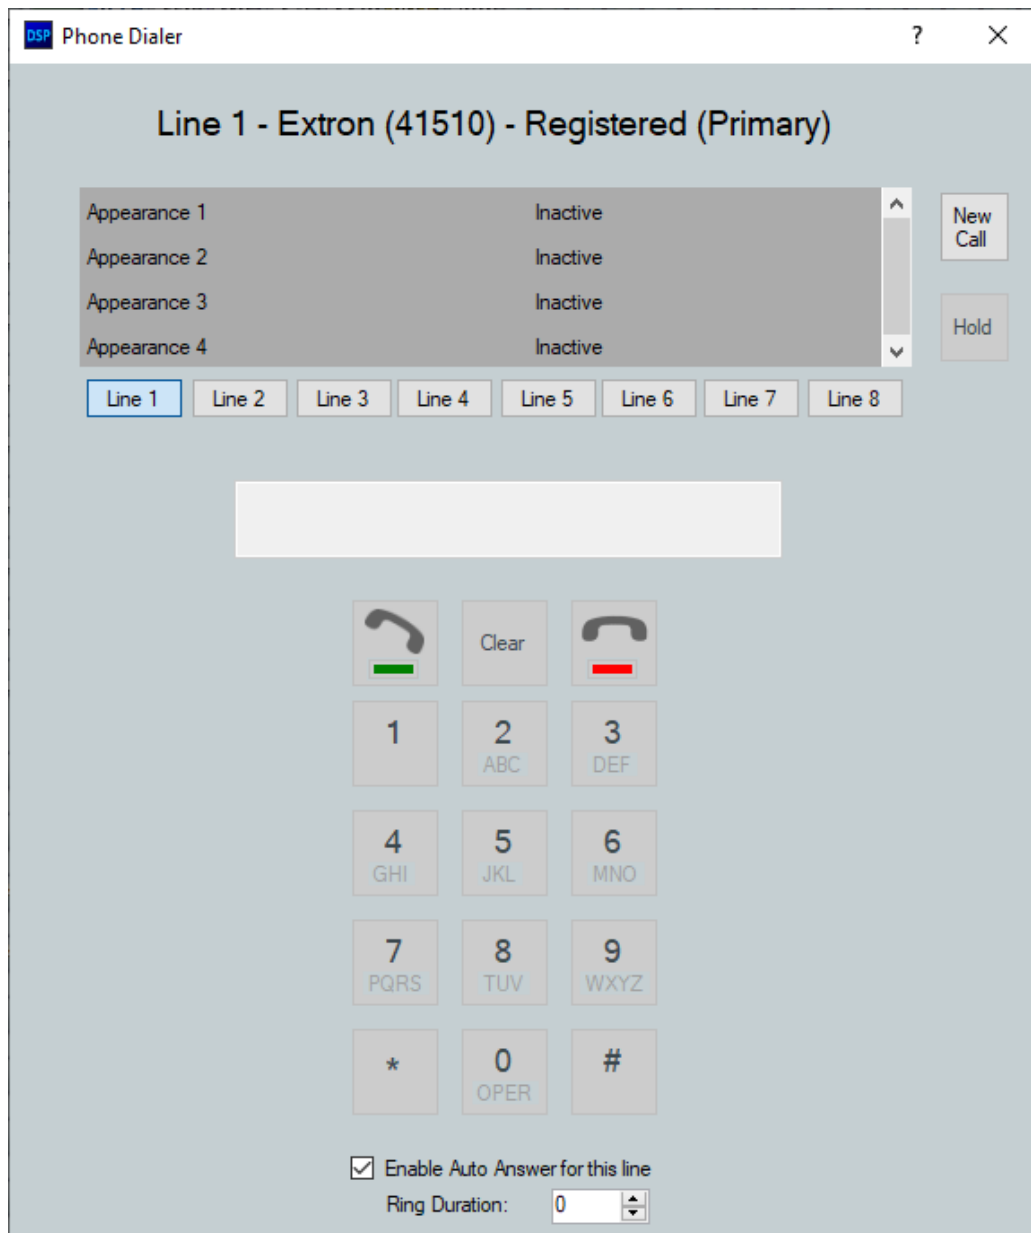 DSP Phone Dialer ?
Line 1 - Extron (41510) - Registered (Primary)
Appearance 1 Inactive
Appearance 2 Inactive
Appearance 3 Inactive
Appearance 4 Inactive
New
Call
Hold
Line 1 Line 2 Line 3 Line 4 Line 5 Line 6 Line 7 Line 8
Clear
1 2 3
ABC DEF
4 5 6
GHI JKL MNO
7 8 9
PQRS TUV WXYZ
* 0 #
OPER
Enable Auto Answer for this line
Ring Duration: 0